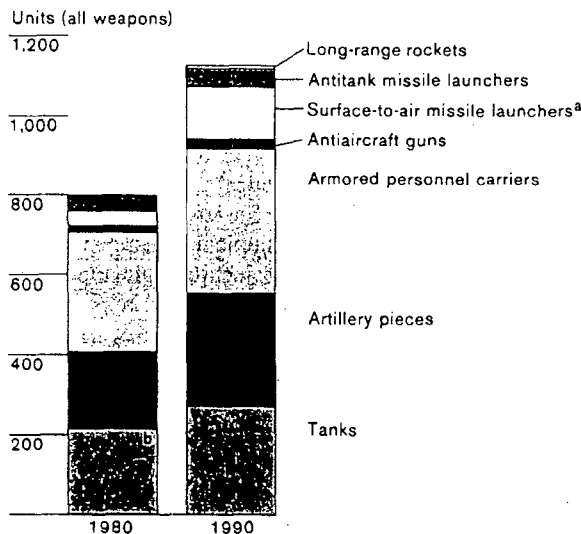 Units (all weapons)
1,200
Long-range rockets
Antitank missile launchers
Surface-to-air missile launchersᵃ
1,000
Antiaircraft guns
Armored personnel carriers
800
600
Artillery pieces
400
Tanks
200
b
1980
1990